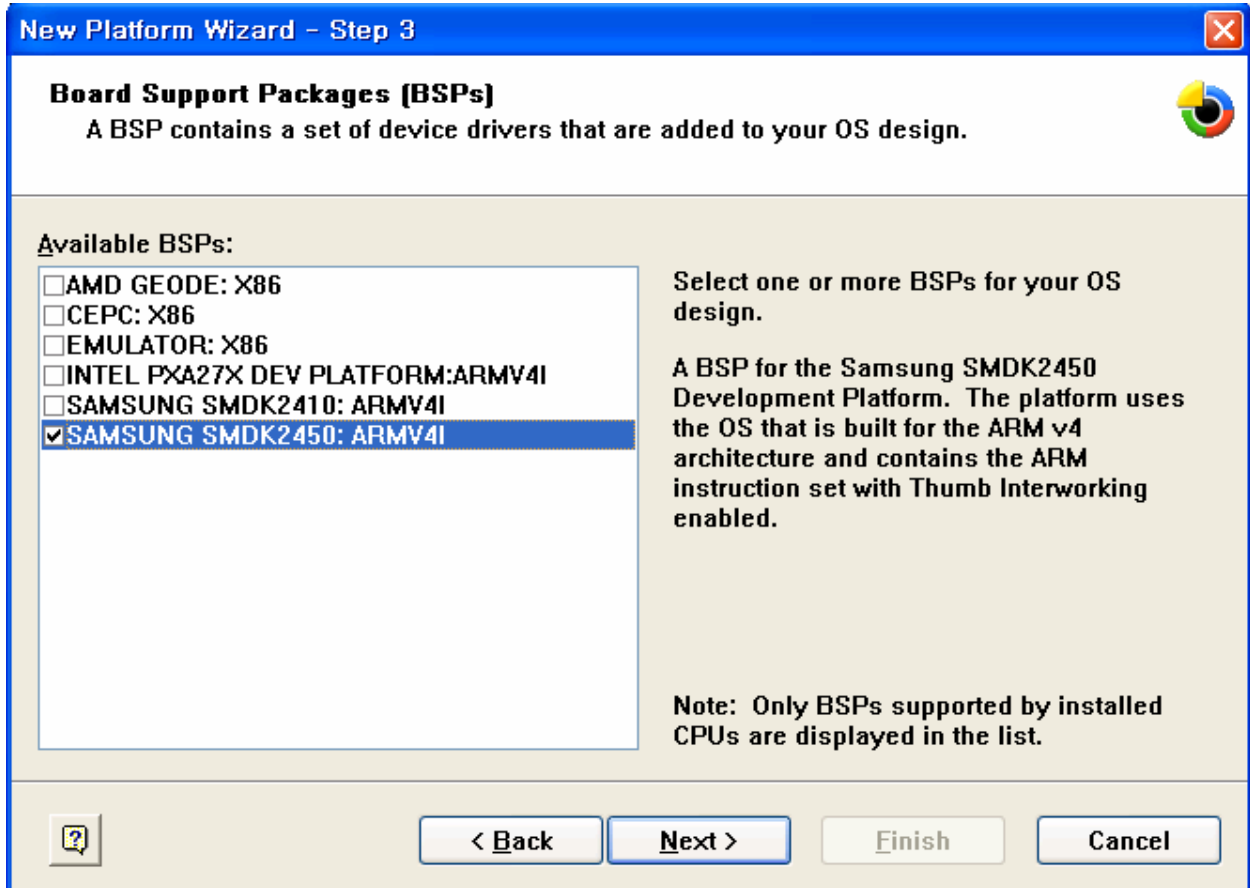 New Platform Wizard - Step 3
Board Support Packages (BSPs)
A BSP contains a set of device drivers that are added to your OS design.
Available BSPs:
AMD GEODE: X86
CEPC: X86
EMULATOR: X86
INTEL PXA27X DEV PLATFORM:ARMV4I
SAMSUNG SMDK2410: ARMV4I
SAMSUNG SMDK2450: ARMV4I
Select one or more BSPs for your OS
design.
A BSP for the Samsung SMDK2450
Development Platform.  The platform uses
the OS that is built for the ARM v4
architecture and contains the ARM
instruction set with Thumb Interworking
enabled.
Note:  Only BSPs supported by installed
CPUs are displayed in the list.
?
< Back
Next >
Finish
Cancel